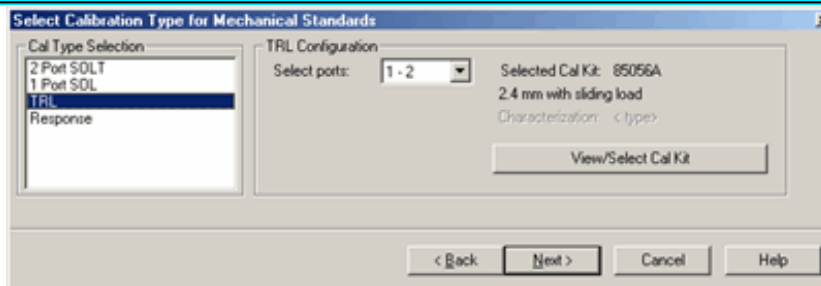 Select Calibration Type for Mechanical Standards
Cal Type Selection
2 Port SOLT
1 Port SOL
TRL
Response
TRL Configuration
Select ports:
1 - 2
Selected Cal Kit: 85056A
2.4 mm with sliding load
Characterization: < type>
View/Select Cal Kit
< Back
Next >
Cancel
Help